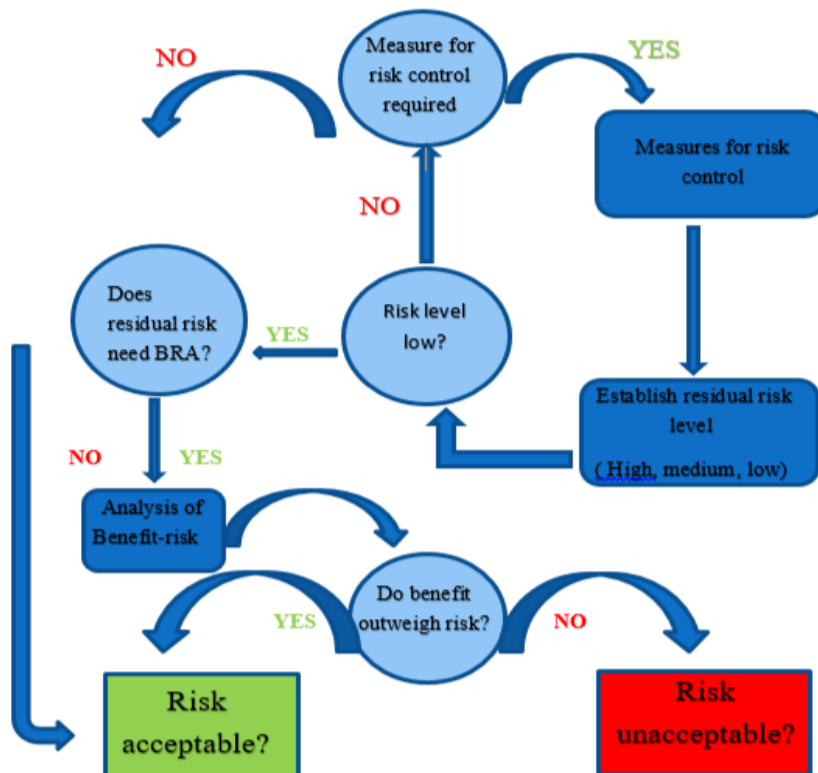 Measure for
risk control
required
NO
YES
Measures for risk
control
NO
Does
residual risk
need BRA?
YES
Risk level
low?
Establish residual risk
level
( High, medium, low)
NO
YES
Analysis of
Benefit-risk
Do benefit
outweigh risk?
YES
NO
Risk
acceptable?
Risk
unacceptable?